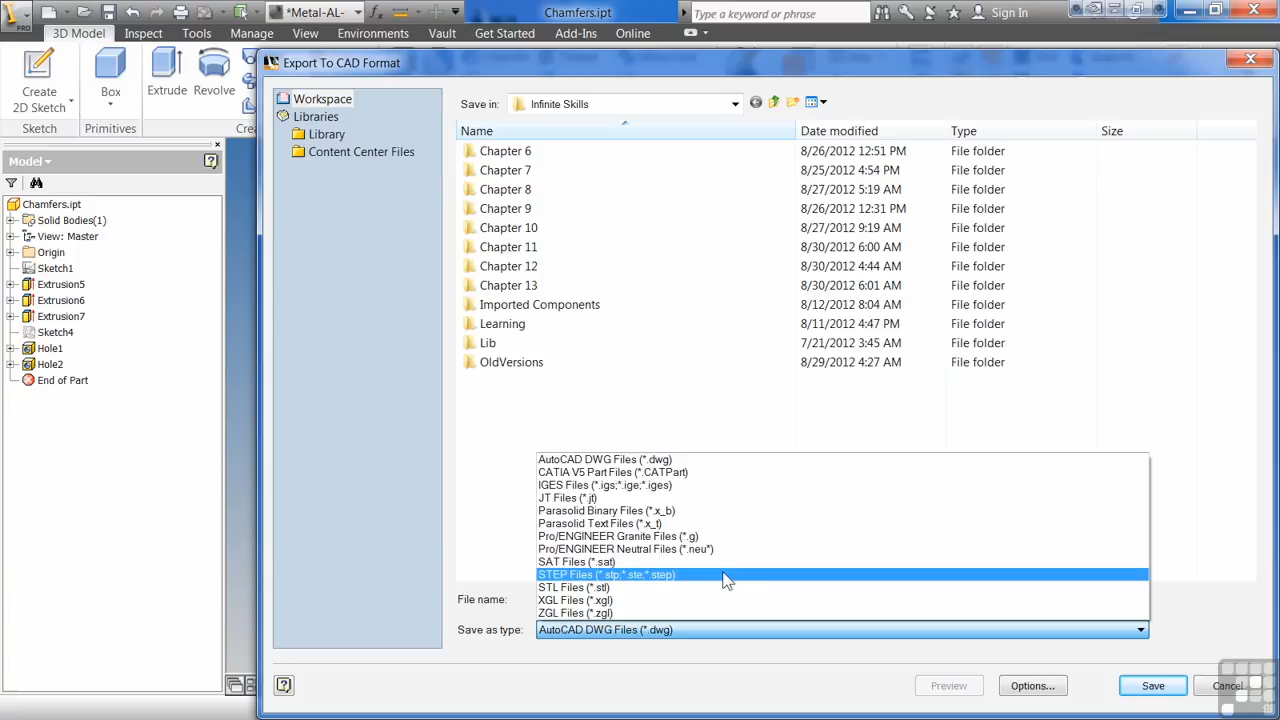 *Metal-AL-
Chamfers.ipt
Type a keyword or phrase
Sign In
PRO
3D Model
Inspect
Tools
Manage
View
Environments
Vault
Get Started
Add-Ins
Online
Create
2D Sketch
Box
Extrude
Revolve
Sketch
Primitives
Export To CAD Format
Workspace
Libraries
Library
Content Center Files
Save in:
Infinite Skills
Name
Date modified
Type
Size
Chapter 6 8/26/2012 12:51 PM File folder
Chapter 7 8/25/2012 4:54 PM File folder
Chapter 8 8/27/2012 5:19 AM File folder
Chapter 9 8/26/2012 12:31 PM File folder
Chapter 10 8/27/2012 9:19 AM File folder
Chapter 11 8/30/2012 6:00 AM File folder
Chapter 12 8/30/2012 4:44 AM File folder
Chapter 13 8/30/2012 6:01 AM File folder
Imported Components 8/12/2012 8:04 AM File folder
Learning 8/11/2012 4:47 PM File folder
Lib 7/21/2012 3:45 AM File folder
OldVersions 8/29/2012 4:27 AM File folder
Model
Chamfers.ipt
Solid Bodies(1)
View: Master
Origin
Sketch1
Extrusion5
Extrusion6
Extrusion7
Sketch4
Hole1
Hole2
End of Part
AutoCAD DWG Files (*.dwg)
CATIA V5 Part Files (*.CATPart)
IGES Files (*.igs;*.ige;*.iges)
JT Files (*.jt)
Parasolid Binary Files (*.x_b)
Parasolid Text Files (*.x_t)
Pro/ENGINEER Granite Files (*.g)
Pro/ENGINEER Neutral Files (*.neu*)
SAT Files (*.sat)
STEP Files (*.stp;*.ste;*.step)
STL Files (*.stl)
XGL Files (*.xgl)
ZGL Files (*.zgl)
File name:
Save as type:
AutoCAD DWG Files (*.dwg)
Preview
Options...
Save
Cancel